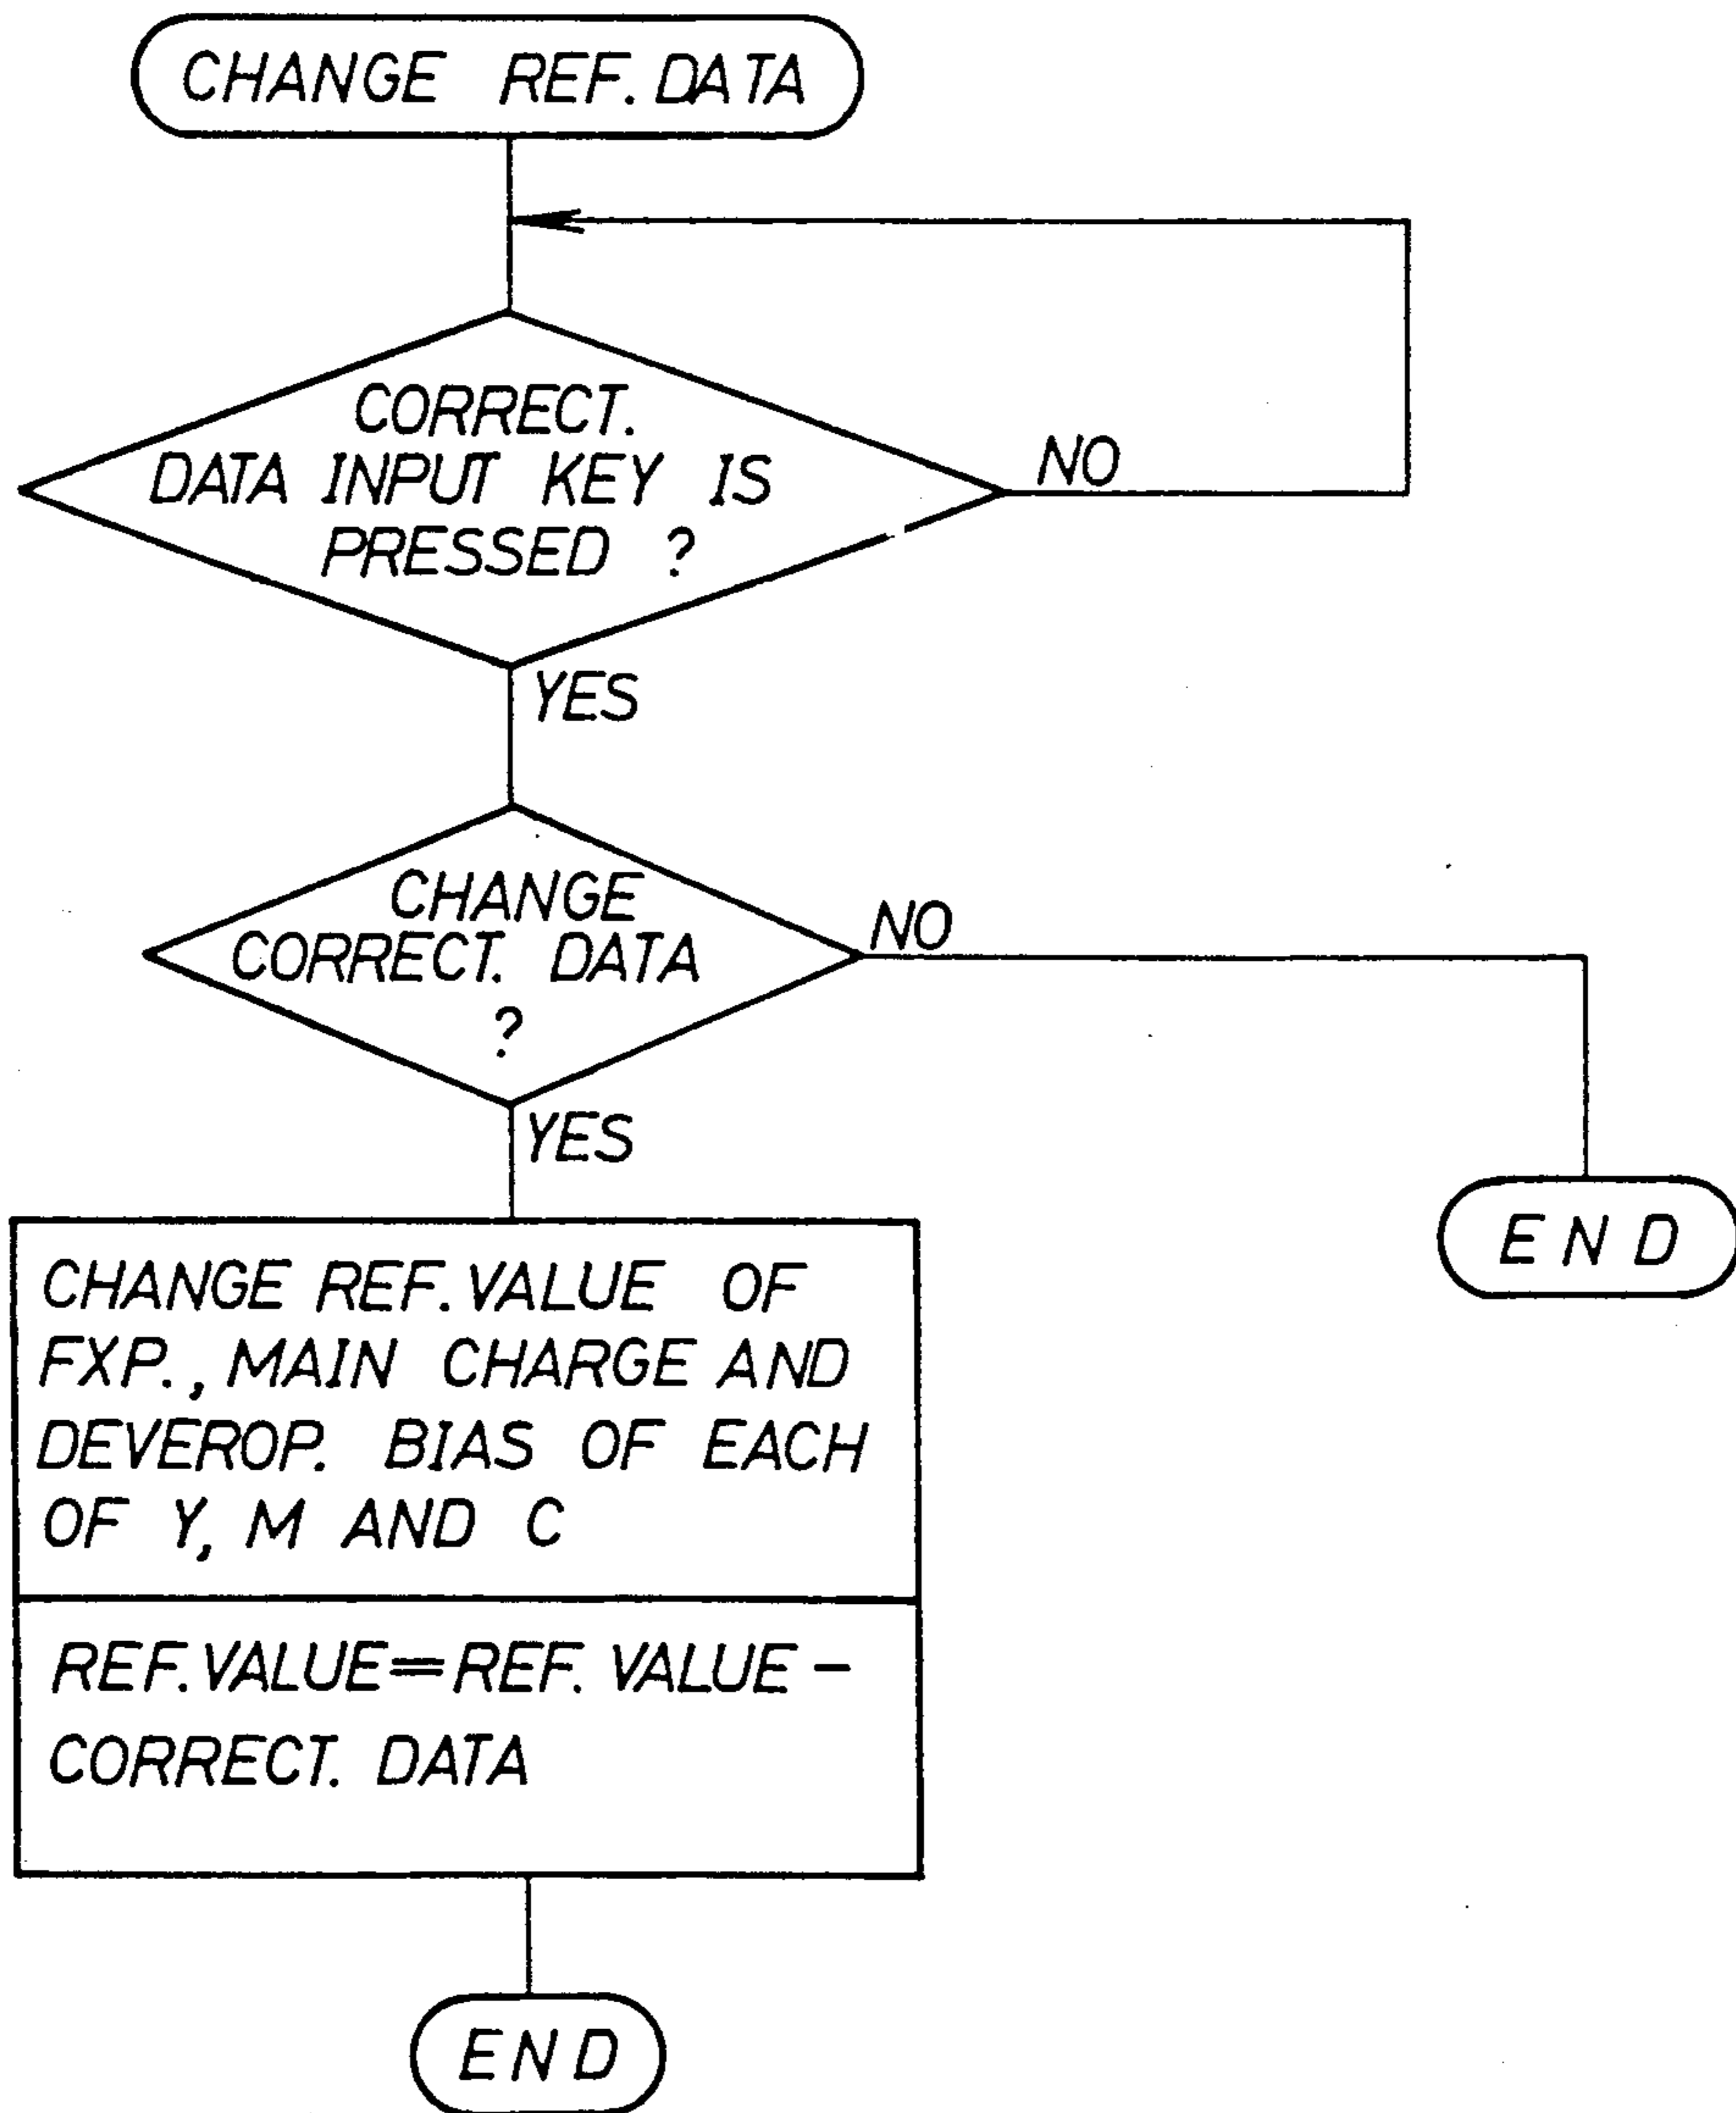 CHANGE REF. DATA
CORRECT.
DATA INPUT KEY IS
PRESSED ?
NO
YES
CHANGE
CORRECT. DATA
?
NO
YES
END
CHANGE REF. VALUE OF
FXP., MAIN CHARGE AND
DEVEROP. BIAS OF EACH
OF Y, M AND C
REF. VALUE=REF. VALUE-
CORRECT. DATA
END